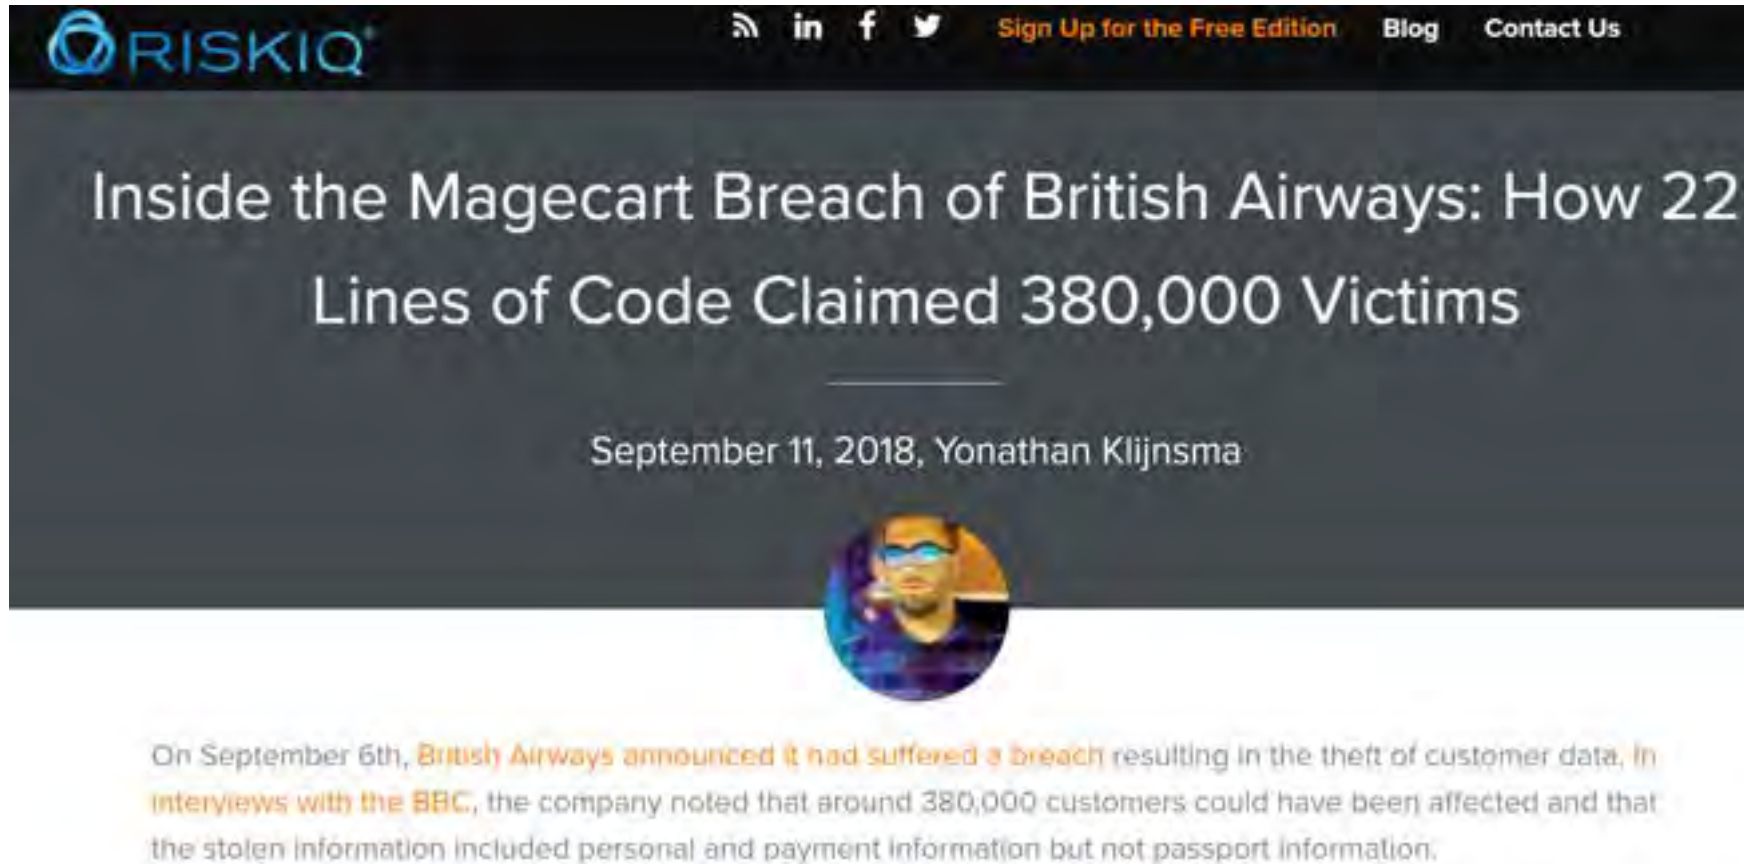 RISKIQ®
in f Sign Up for the Free Edition Blog Contact Us
Inside the Magecart Breach of British Airways: How 22
Lines of Code Claimed 380,000 Victims
September 11, 2018, Yonathan Klijnsma
On September 6th, British Airways announced it had suffered a breach resulting in the theft of customer data. In
interviews with the BBC, the company noted that around 380,000 customers could have been affected and that
the stolen information included personal and payment information but not passport information.